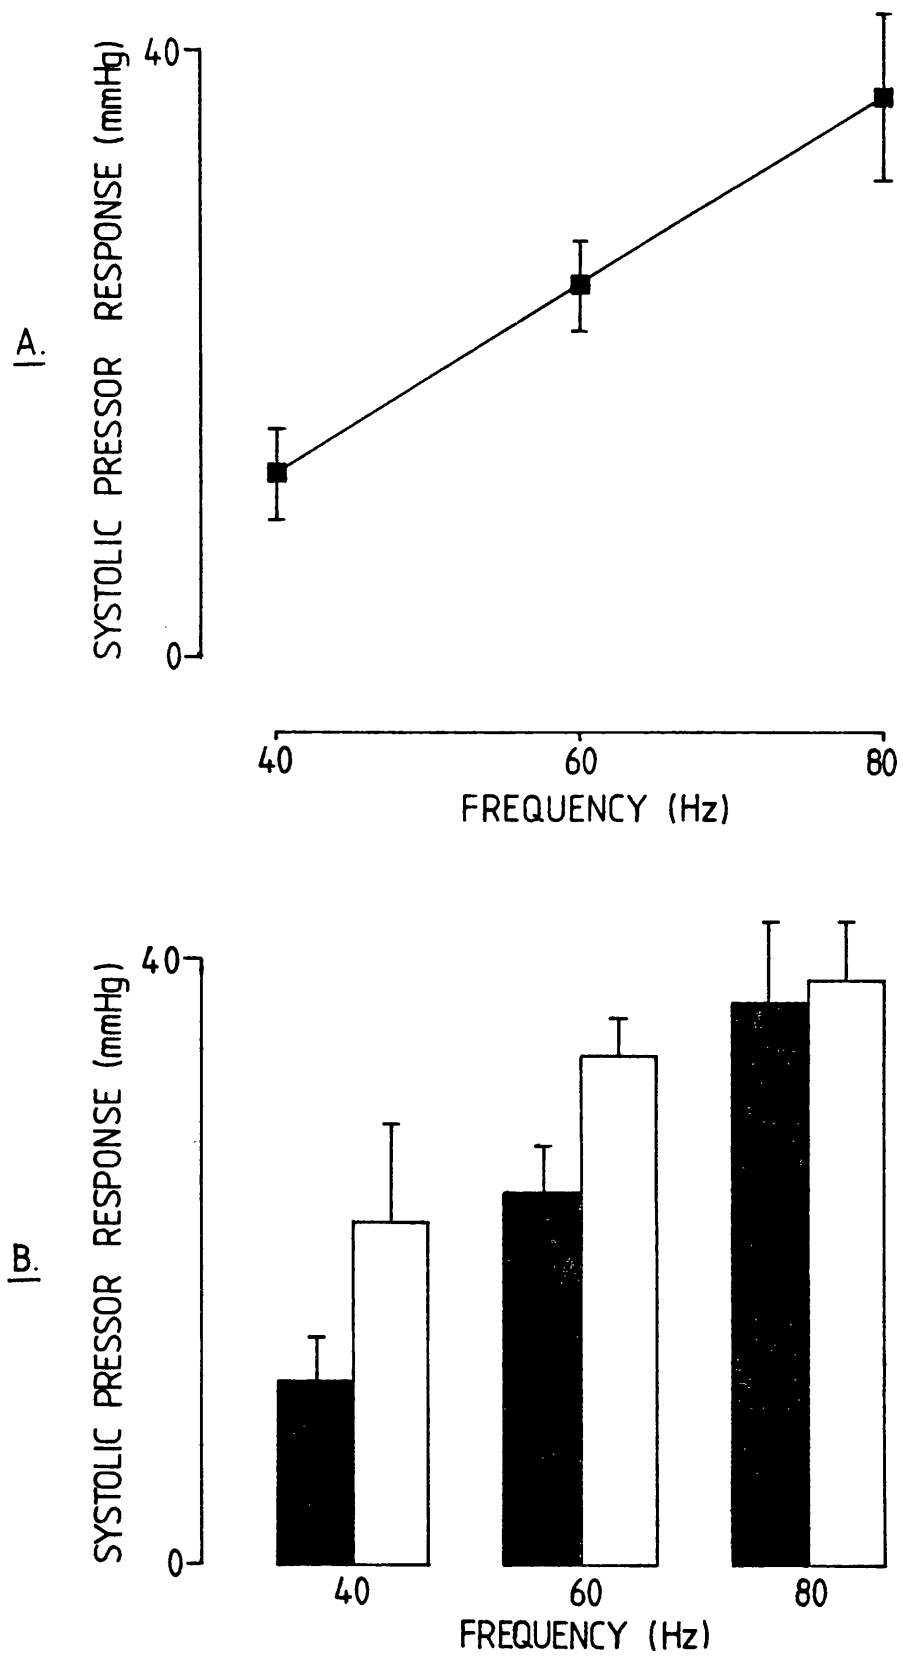 A.
SYSTOLIC PRESSOR RESPONSE (mmHg)
40
0
40 60 80
FREQUENCY (Hz)
B.
SYSTOLIC PRESSOR RESPONSE (mmHg)
40
0
40 60 80
FREQUENCY (Hz)